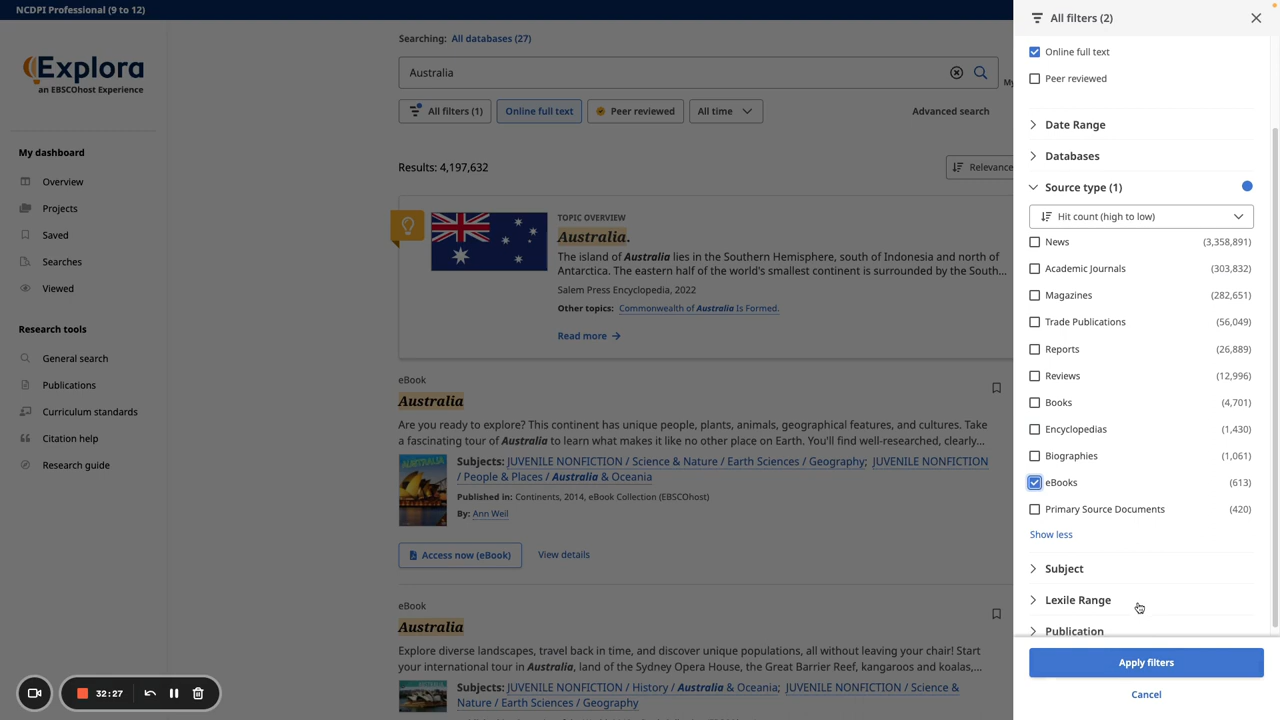 NCDPI Professional (9 to 12)
Explora
an EBSCOhost Experience
My dashboard
Overview
Projects
Saved
Searches
Viewed
Research tools
General search
Publications
Curriculum standards
Citation help
Research guide
Searching: All databases (27)
Australia
My
All filters (1)
Online full text
Peer reviewed
All time
Advanced search
Results: 4,197,632
Relevance
TOPIC OVERVIEW
Australia.
The island of Australia lies in the Southern Hemisphere, south of Indonesia and north of
Antarctica. The eastern half of the world's smallest continent is surrounded by the South...
Salem Press Encyclopedia, 2022
Other topics: Commonwealth of Australia Is Formed.
Read more
eBook
Australia
Are you ready to explore? This continent has unique people, plants, animals, geographical features, and cultures. Take
a fascinating tour of Australia to learn what makes it like no other place on Earth. You'll find well-researched, clearly...
AUSTRALIA
Subjects: JUVENILE NONFICTION / Science & Nature / Earth Sciences / Geography; JUVENILE NONFICTION
/ People & Places / Australia & Oceania
Published in: Continents, 2014, eBook Collection (EBSCOhost)
By: Ann Weil
Access now (eBook)
View details
eBook
Australia
Explore diverse landscapes, travel back in time, and discover unique populations, all without leaving your chair! Start
your international tour in Australia, land of the Sydney Opera House, the Great Barrier Reef, kangaroos and koalas,...
Subjects: JUVENILE NONFICTION / History / Australia & Oceania; JUVENILE NONFICTION / Science &
Nature / Earth Sciences / Geography
32:27
All filters (2)
Online full text
Peer reviewed
Date Range
Databases
Source type (1)
Hit count (high to low)
News (3,358,891)
Academic Journals (303,832)
Magazines (282,651)
Trade Publications (56,049)
Reports (26,889)
Reviews (12,996)
Books (4,701)
Encyclopedias (1,430)
Biographies (1,061)
eBooks (613)
Primary Source Documents (420)
Show less
Subject
Lexile Range
Publication
Apply filters
Cancel